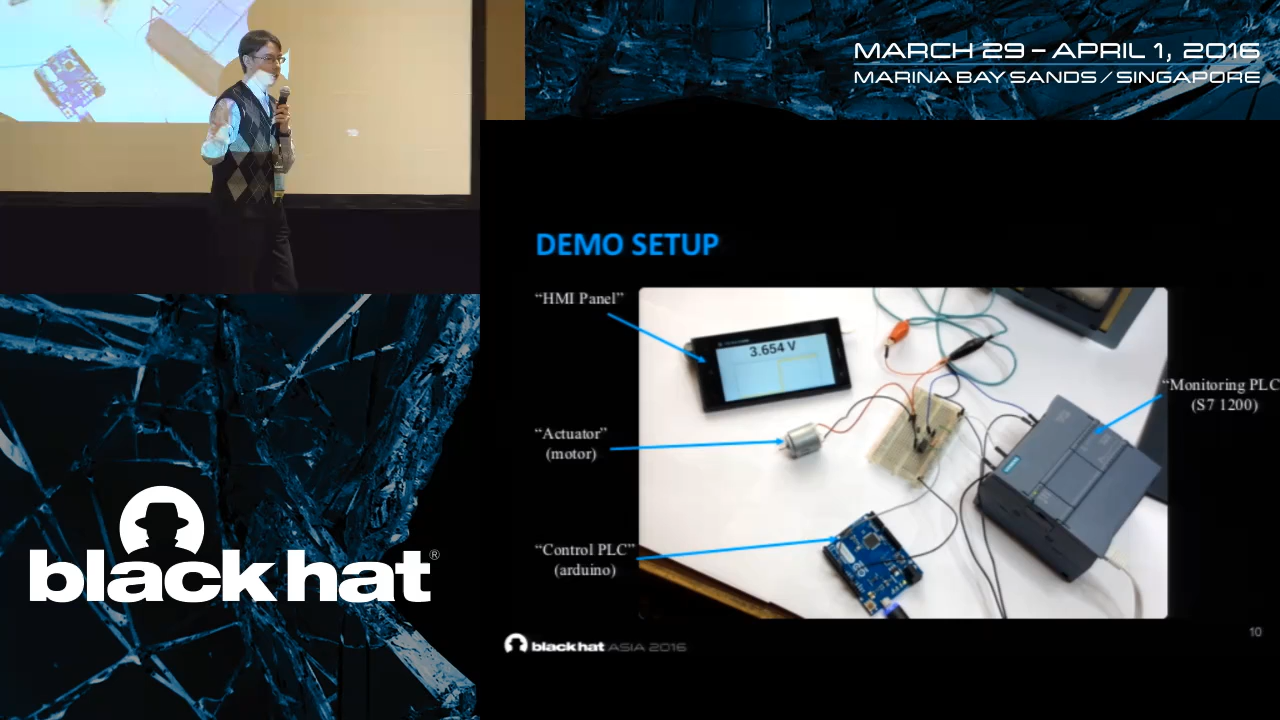 MARCH 29 – APRIL 1, 2016
MARINA BAY SANDS / SINGAPORE
DEMO SETUP
“HMI Panel”
3.654 V
“Monitoring PLC
(S7 1200)
“Actuator”
(motor)
“Control PLC”
(arduino)
black hat®
black hat ASIA 2016
10